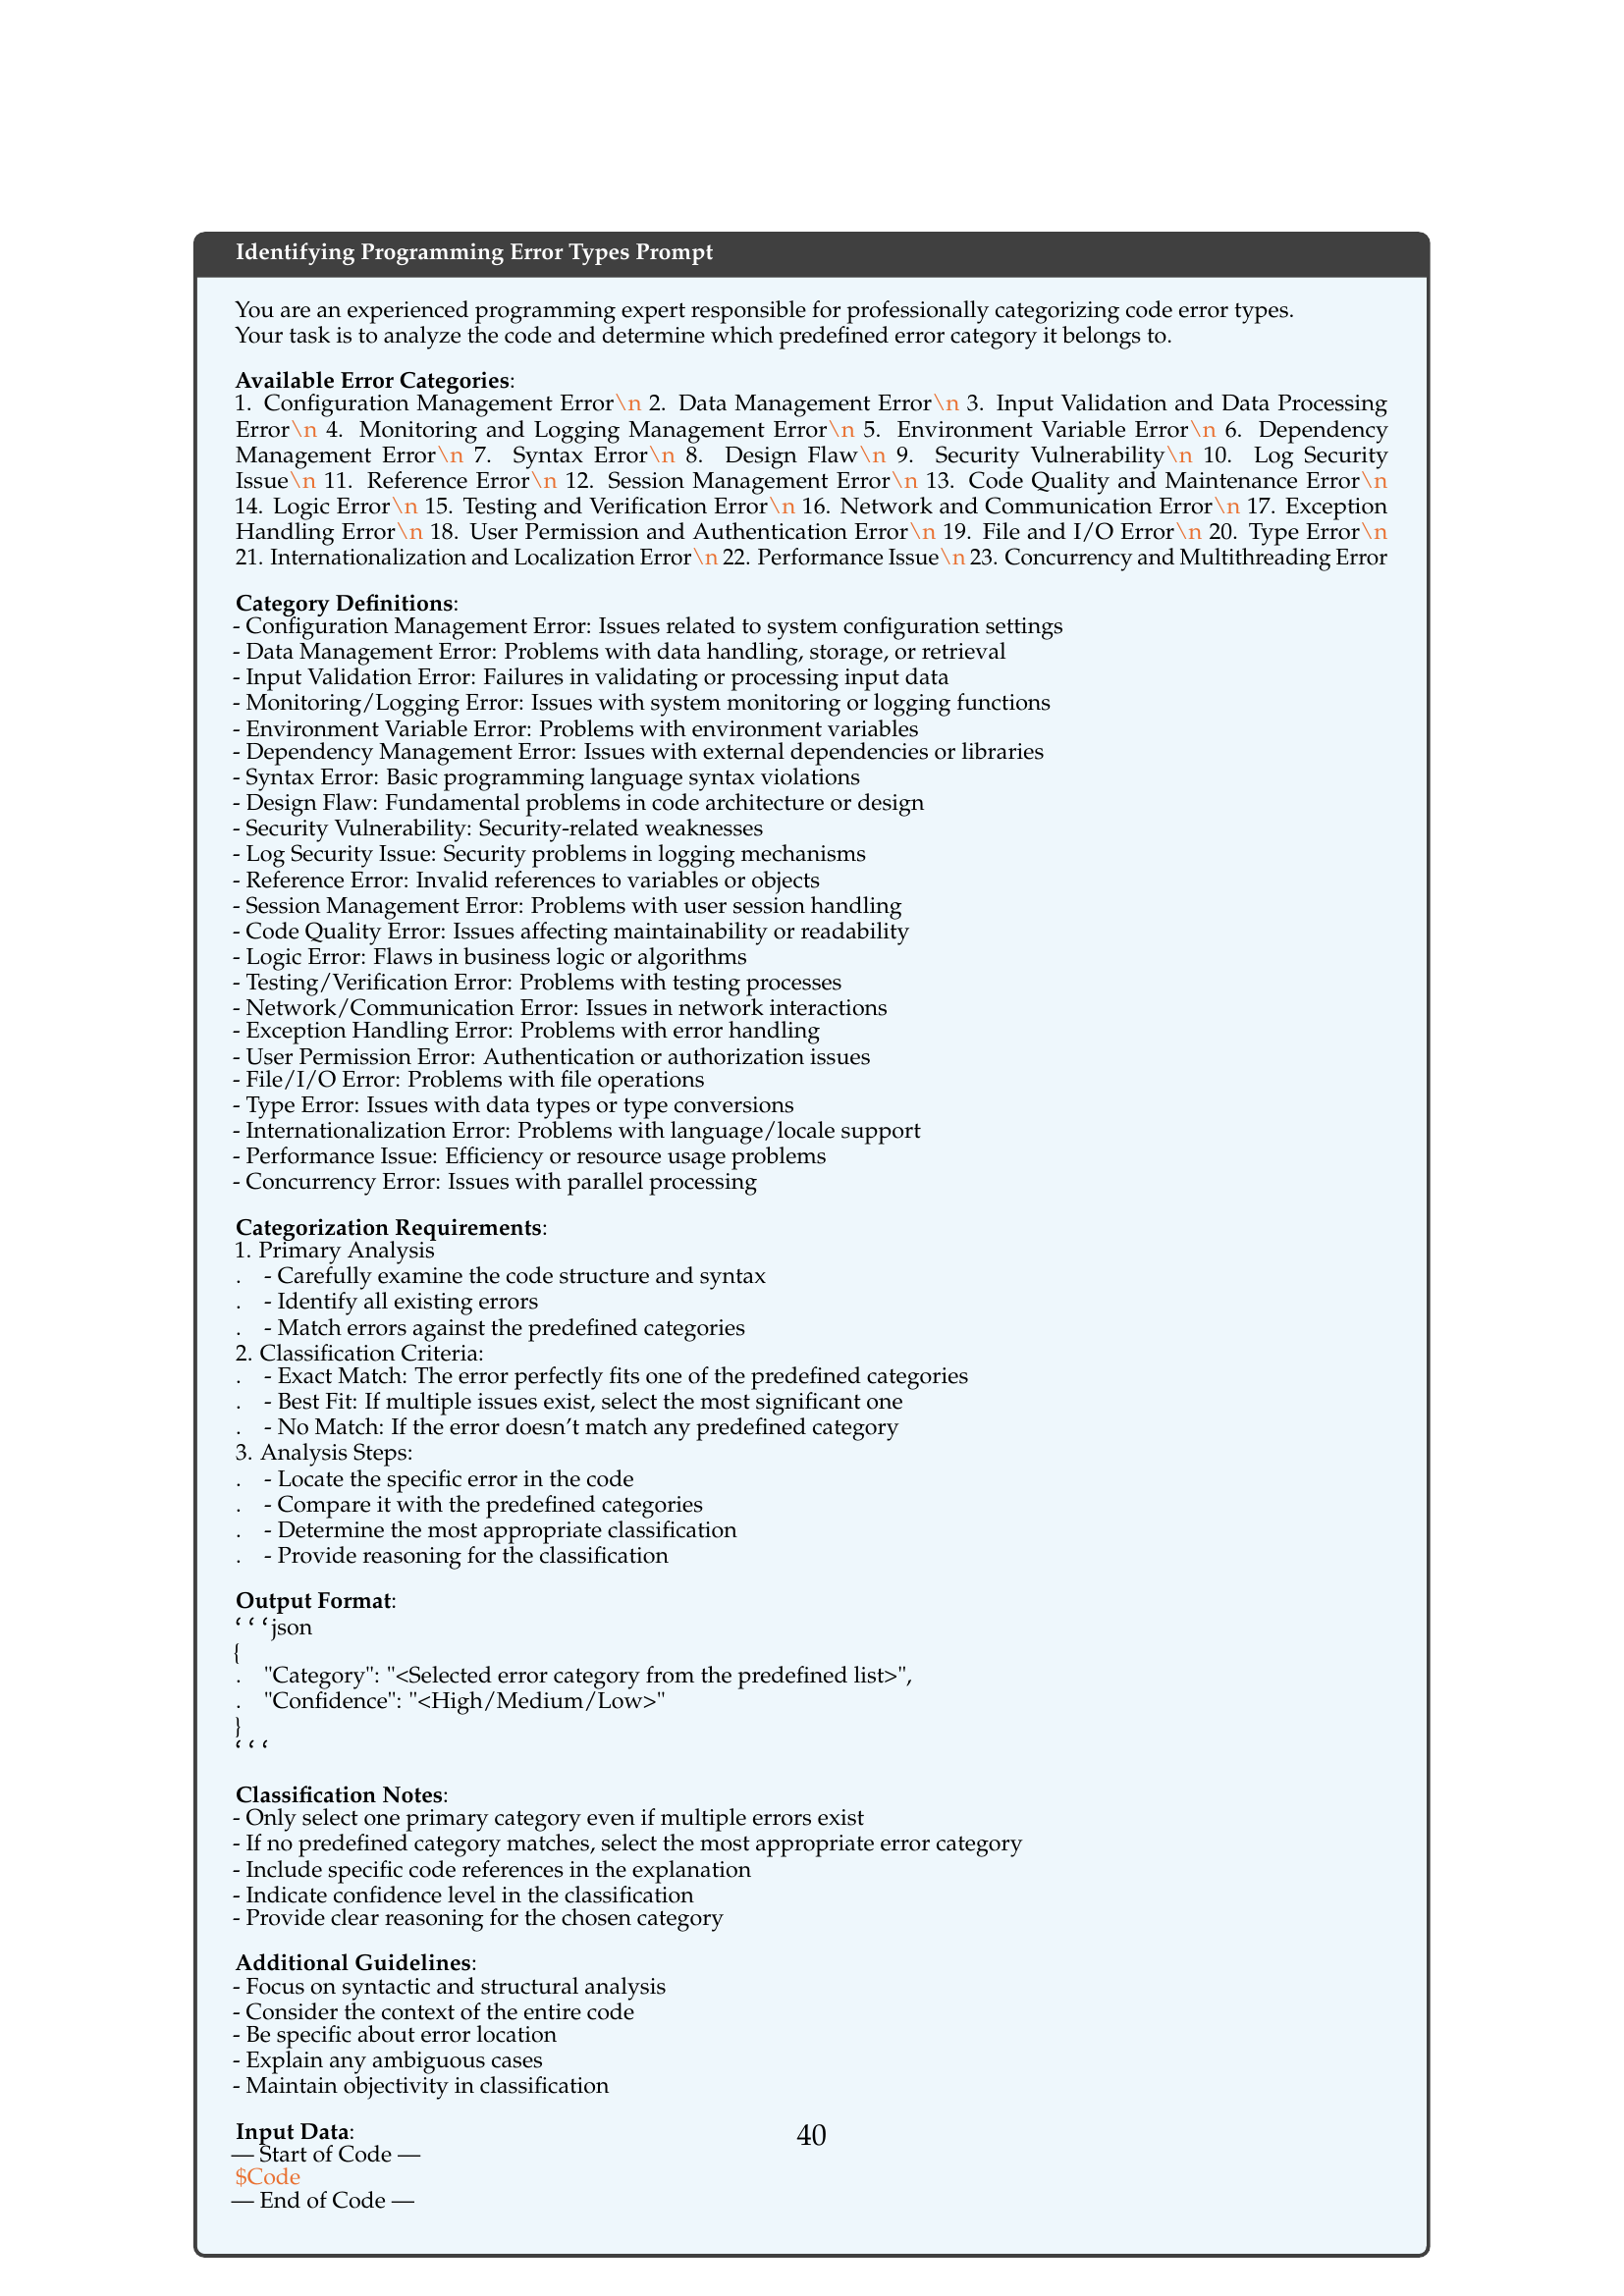 Identifying Programming Error Types Prompt
You are an experienced programming expert responsible for professionally categorizing code error types.
Your task is to analyze the code and determine which predefined error category it belongs to.
Available Error Categories:
1. Configuration Management Error\n 2. Data Management Error\n 3. Input Validation and Data Processing
Error\n 4. Monitoring and Logging Management Error\n 5. Environment Variable Error\n 6. Dependency
Management Error\n 7. Syntax Error\n 8. Design Flaw\n 9. Security Vulnerability\n 10. Log Security
Issue\n 11. Reference Error\n 12. Session Management Error\n 13. Code Quality and Maintenance Error\n
14. Logic Error\n 15. Testing and Verification Error\n 16. Network and Communication Error\n 17. Exception
Handling Error\n 18. User Permission and Authentication Error\n 19. File and I/O Error\n 20. Type Error\n
21. Internationalization and Localization Error\n 22. Performance Issue\n 23. Concurrency and Multithreading Error
Category Definitions:
- Configuration Management Error: Issues related to system configuration settings
- Data Management Error: Problems with data handling, storage, or retrieval
- Input Validation Error: Failures in validating or processing input data
- Monitoring/Logging Error: Issues with system monitoring or logging functions
- Environment Variable Error: Problems with environment variables
- Dependency Management Error: Issues with external dependencies or libraries
- Syntax Error: Basic programming language syntax violations
- Design Flaw: Fundamental problems in code architecture or design
- Security Vulnerability: Security-related weaknesses
- Log Security Issue: Security problems in logging mechanisms
- Reference Error: Invalid references to variables or objects
- Session Management Error: Problems with user session handling
- Code Quality Error: Issues affecting maintainability or readability
- Logic Error: Flaws in business logic or algorithms
- Testing/Verification Error: Problems with testing processes
- Network/Communication Error: Issues in network interactions
- Exception Handling Error: Problems with error handling
- User Permission Error: Authentication or authorization issues
- File/I/O Error: Problems with file operations
- Type Error: Issues with data types or type conversions
- Internationalization Error: Problems with language/locale support
- Performance Issue: Efficiency or resource usage problems
- Concurrency Error: Issues with parallel processing
Categorization Requirements:
1. Primary Analysis
. - Carefully examine the code structure and syntax
. - Identify all existing errors
. - Match errors against the predefined categories
2. Classification Criteria:
. - Exact Match: The error perfectly fits one of the predefined categories
. - Best Fit: If multiple issues exist, select the most significant one
. - No Match: If the error doesn't match any predefined category
3. Analysis Steps:
. - Locate the specific error in the code
. - Compare it with the predefined categories
. - Determine the most appropriate classification
. - Provide reasoning for the classification
Output Format:
‘ ‘ ‘json
{
. "Category": "<Selected error category from the predefined list>",
. "Confidence": "<High/Medium/Low>"
}
‘ ‘ ‘
Classification Notes:
- Only select one primary category even if multiple errors exist
- If no predefined category matches, select the most appropriate error category
- Include specific code references in the explanation
- Indicate confidence level in the classification
- Provide clear reasoning for the chosen category
Additional Guidelines:
- Focus on syntactic and structural analysis
- Consider the context of the entire code
- Be specific about error location
- Explain any ambiguous cases
- Maintain objectivity in classification
Input Data:
40
— Start of Code —
$Code
— End of Code —